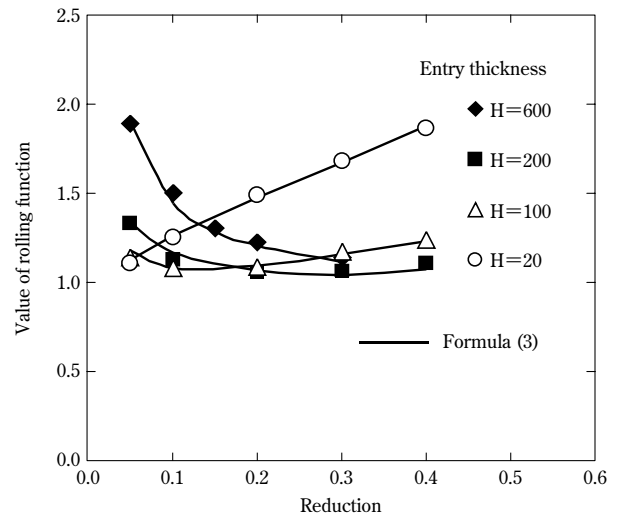 2.5
2.0
1.5
1.0
0.5
0.0
0.0 0.1 0.2 0.3 0.4 0.5 0.6
Value of rolling function
Reduction
Entry thickness
H=600
H=200
H=100
H=20
Formula (3)